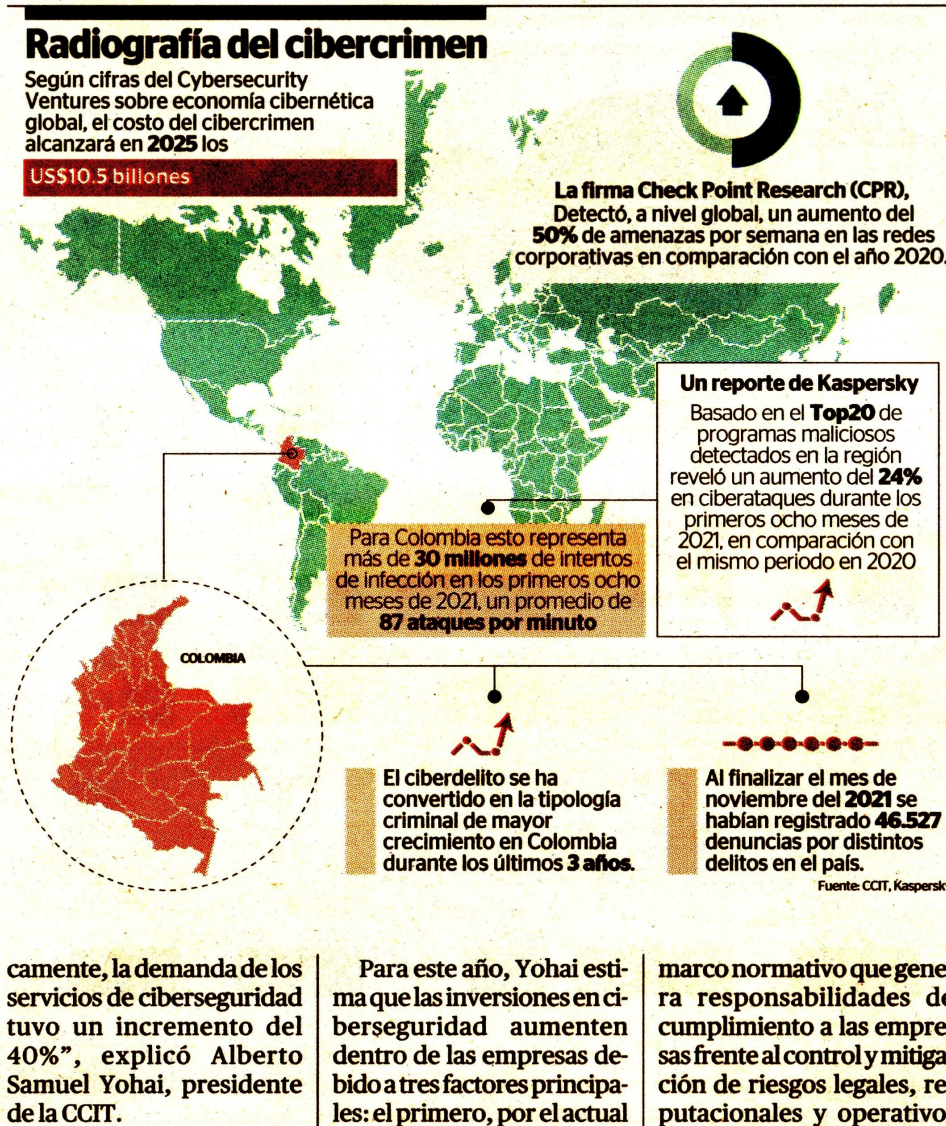 Radiografía del cibercrimen
Según cifras del Cybersecurity
Ventures sobre economía cibernética
global, el costo del cibercrimen
alcanzará en 2025 los
US$10.5 billones
La firma Check Point Research (CPR),
Detectó, a nivel global, un aumento del
50% de amenazas por semana en las redes
corporativas en comparación con el año 2020.
Un reporte de Kaspersky
Basado en el Top20 de
programas maliciosos
detectados en la región
reveló un aumento del 24%
en ciberataques durante los
primeros ocho meses de
2021, en comparación con
el mismo periodo en 2020
Para Colombia esto representa
más de 30 millones de intentos
de infección en los primeros ocho
meses de 2021, un promedio de
87 ataques por minuto
COLOMBIA
El ciberdelito se ha
convertido en la tipología
criminal de mayor
crecimiento en Colombia
durante los últimos 3 años.
Al finalizar el mes de
noviembre del 2021 se
habían registrado 46.527
denuncias por distintos
delitos en el país.
Fuente: CCIT, Kaspersky
camente, la demanda de los
servicios de ciberseguridad
tuvo un incremento del
40%”, explicó Alberto
Samuel Yohai, presidente
de la CCIT.
Para este año, Yohai esti-
ma que las inversiones en ci-
berseguridad aumenten
dentro de las empresas de-
bido a tres factores principa-
les: el primero, por el actual
marco normativo que gene-
ra responsabilidades de
cumplimiento a las empre-
sas frente al control y mitiga-
ción de riesgos legales, re-
putacionales y operativo